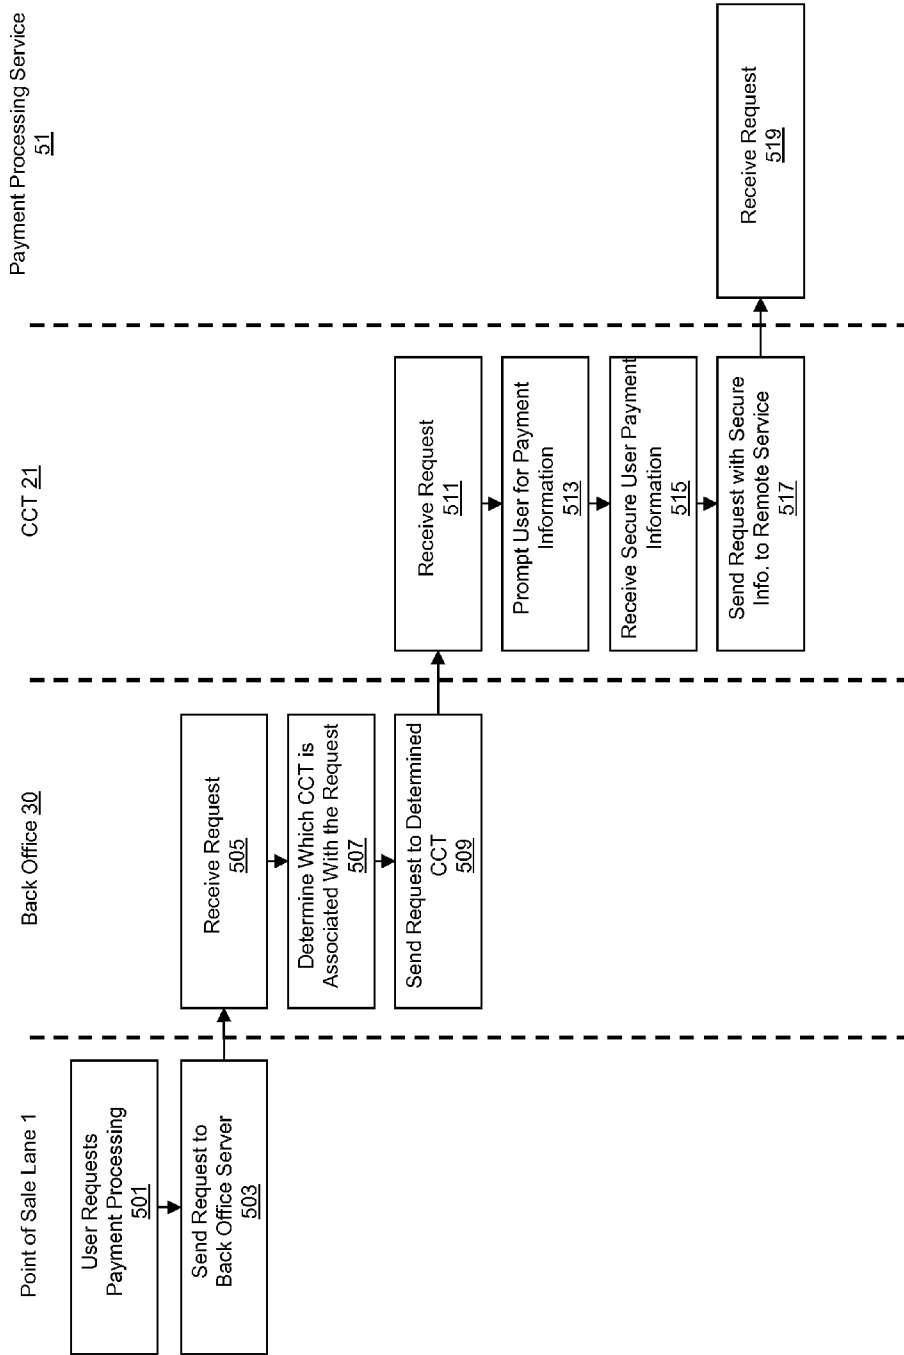 Point of Sale Lane 1
User Requests
Payment Processing
501
Send Request to
Back Office Server
503
Back Office 30
Receive Request
505
Determine Which CCT is
Associated With the Request
507
Send Request to Determined
CCT
509
CCT 21
Receive Request
511
Prompt User for Payment
Information
513
Receive Secure User Payment
Information
515
Send Request with Secure
Info. to Remote Service
517
Payment Processing Service
51
Receive Request
519